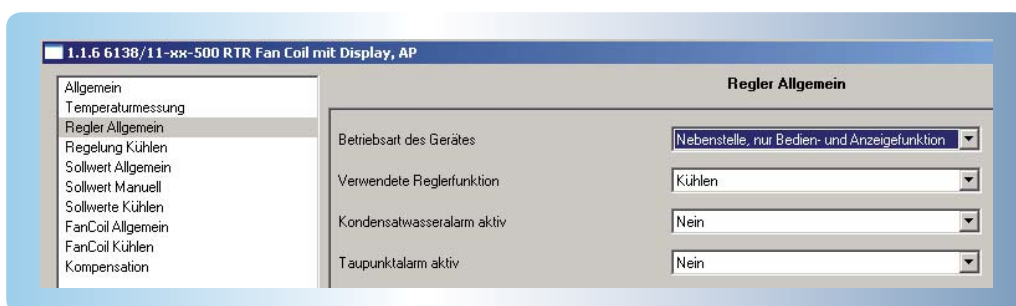 1.1.6 6138/11-xx-500 RTR Fan Coil mit Display, AP
Allgemein
Temperaturmessung
Regler Allgemein
Regelung Kühlen
Sollwert Allgemein
Sollwert Manuell
Sollwerte Kühlen
FanCoil Allgemein
FanCoil Kühlen
Kompensation
Regler Allgemein
Betriebsart des Gerätes Nebenstelle, nur Bedien- und Anzeigefunktion
Verwendete Reglerfunktion Kühlen
Kondensatwasseralarm aktiv Nein
Taupunktalarm aktiv Nein